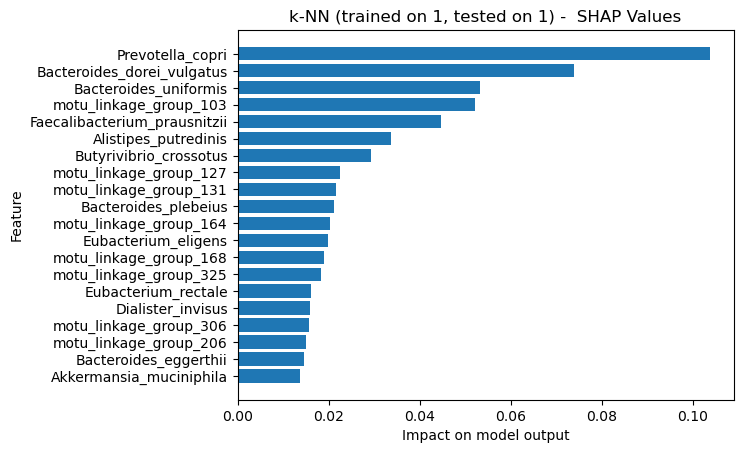 k-NN (trained on 1, tested on 1) -  SHAP Values
Prevotella_copri
Bacteroides_dorei_vulgatus
Bacteroides_uniformis
motu_linkage_group_103
Faecalibacterium_prausnitzii
Alistipes_putredinis
Butyrivibrio_crossotus
motu_linkage_group_127
motu_linkage_group_131
Bacteroides_plebeius
motu_linkage_group_164
Eubacterium_eligens
motu_linkage_group_168
motu_linkage_group_325
Eubacterium_rectale
Dialister_invisus
motu_linkage_group_306
motu_linkage_group_206
Bacteroides_eggerthii
Akkermansia_muciniphila
Feature
0.00 0.02 0.04 0.06 0.08 0.10
Impact on model output